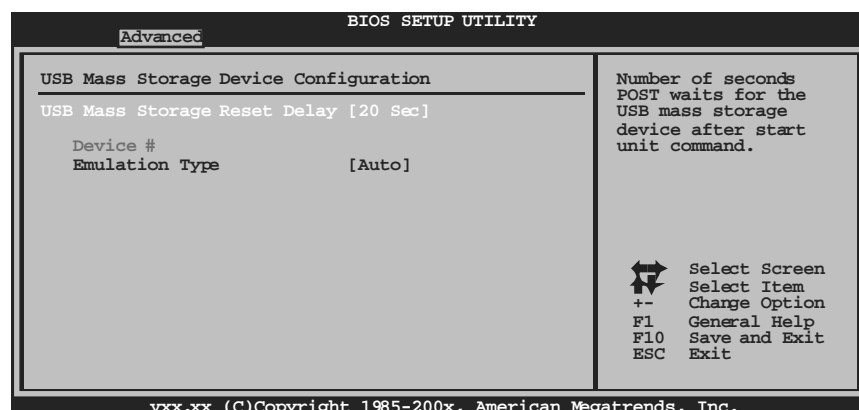 BIOS SETUP UTILITY
Advanced
USB Mass Storage Device Configuration
USB Mass Storage Reset Delay [20 Sec]
Device #
Emulation Type [Auto]
Number of seconds
POST waits for the
USB mass storage
device after start
unit command.
Select Screen
Select Item
+- Change Option
F1 General Help
F10 Save and Exit
ESC Exit
vxx.xx (C)Copyright 1985-200x, American Megatrends, Inc.